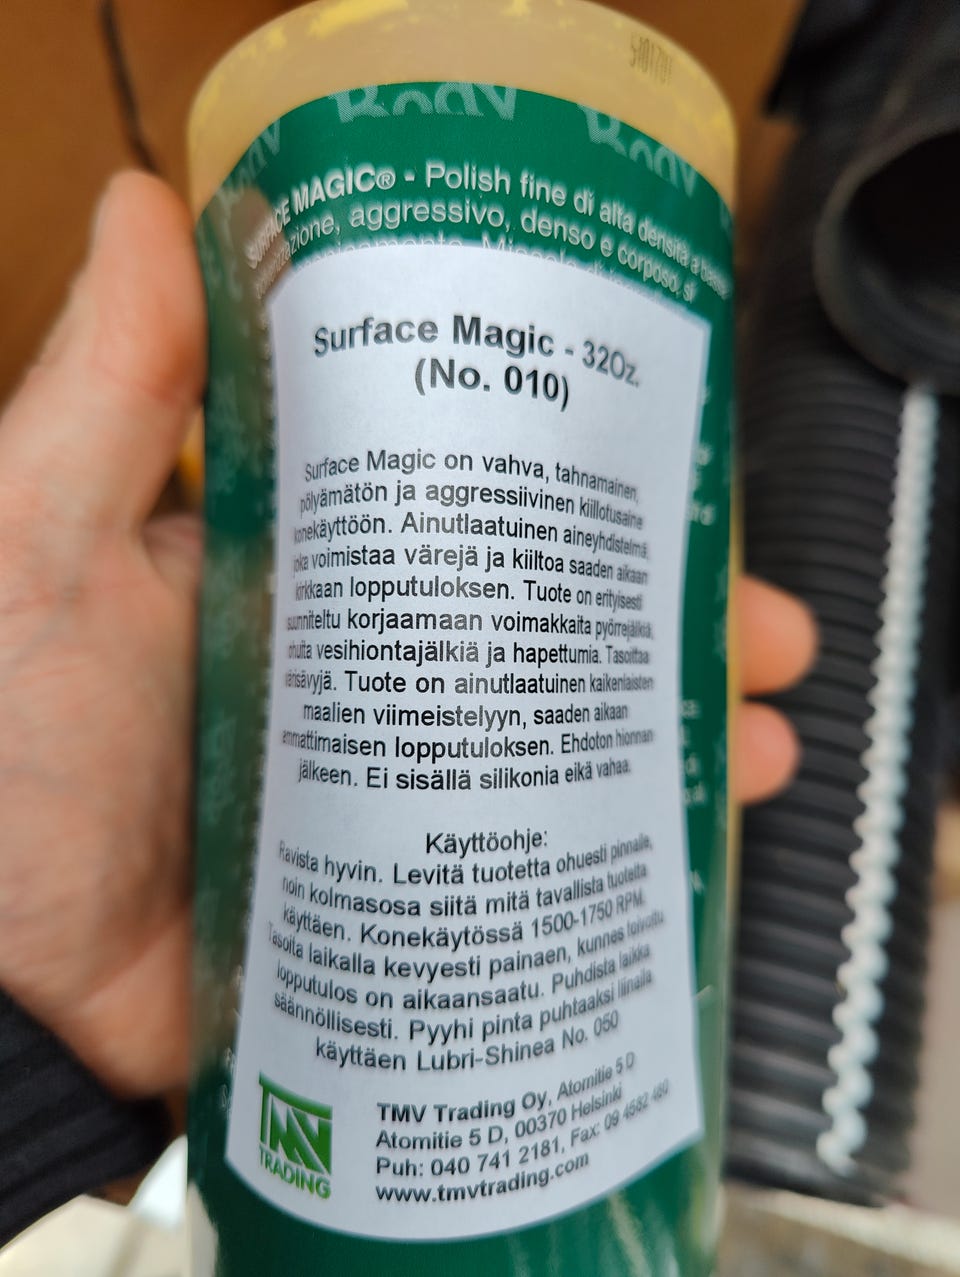 5101701
Body Body Body
SURFACE MAGIC® - Polish fine di alta densità a bassa
aggressivo, denso e corposo, si
Surface Magic - 32Oz.
(No. 010)
Surface Magic on vahva, tahnamainen,
pölyämätön ja aggressiivinen kiillotusaine
konekäyttöön. Ainutlaatuinen aineyhdistelmä,
joka voimistaa värejä ja kiiltoa saaden aikaan
kirkkaan lopputuloksen. Tuote on erityisesti
suunniteltu korjaamaan voimakkaita pyörrejälkiä,
ohuita vesihiontajälkiä ja hapettumia. Tasoittaa
värisävyjä. Tuote on ainutlaatuinen kaikenlaisten
maalien viimeistelyyn, saaden aikaan
ammattimaisen lopputuloksen. Ehdoton hionnan
jälkeen. Ei sisällä silikonia eikä vahaa.
Käyttöohje:
Ravista hyvin. Levitä tuotetta ohuesti pinnalle,
noin kolmasosa siitä mitä tavallista tuotetta
käyttäen. Konekäytössä 1500-1750 RPM.
Tasoita laikalla kevyesti painaen, kunnes toivottu
lopputulos on aikaansaatu. Puhdista laikka
säännöllisesti. Pyyhi pinta puhtaaksi liinalla
käyttäen Lubri-Shinea No. 050
TMV Trading Oy, Atomitie 5 D
Atomitie 5 D, 00370 Helsinki
Puh: 040 741 2181, Fax: 09 4682 480
www.tmvtrading.com
TMV
TRADING